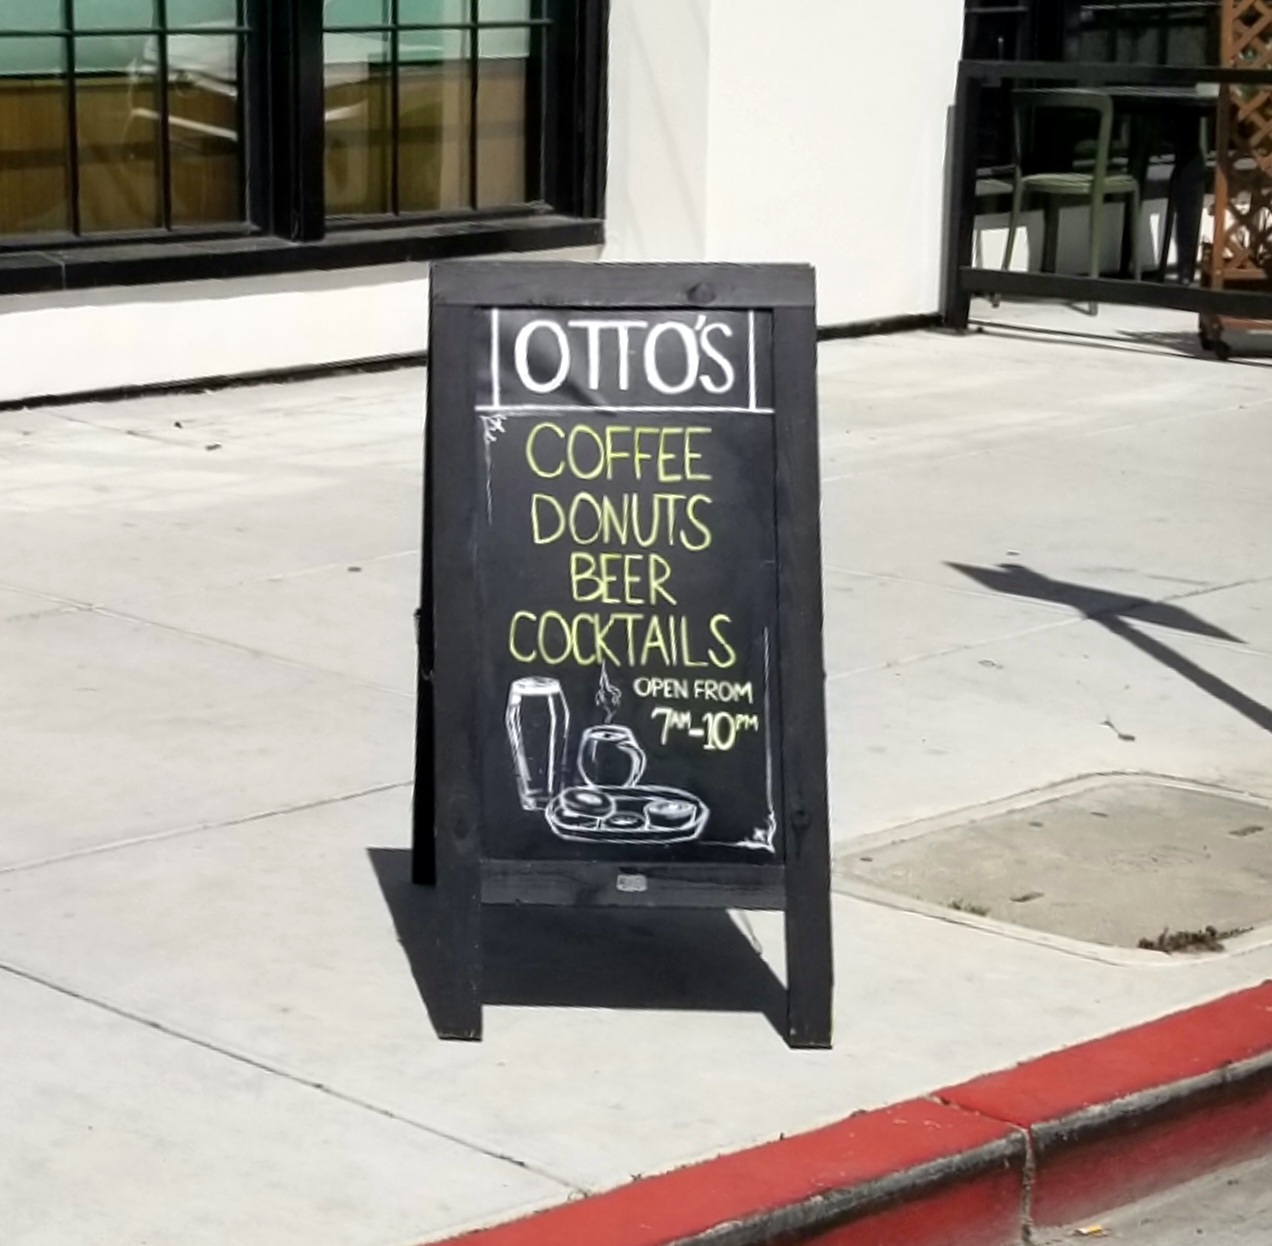 OTTO'S
COFFEE
DONUTS
BEER
COCKTAILS
OPEN FROM
7AM-10PM